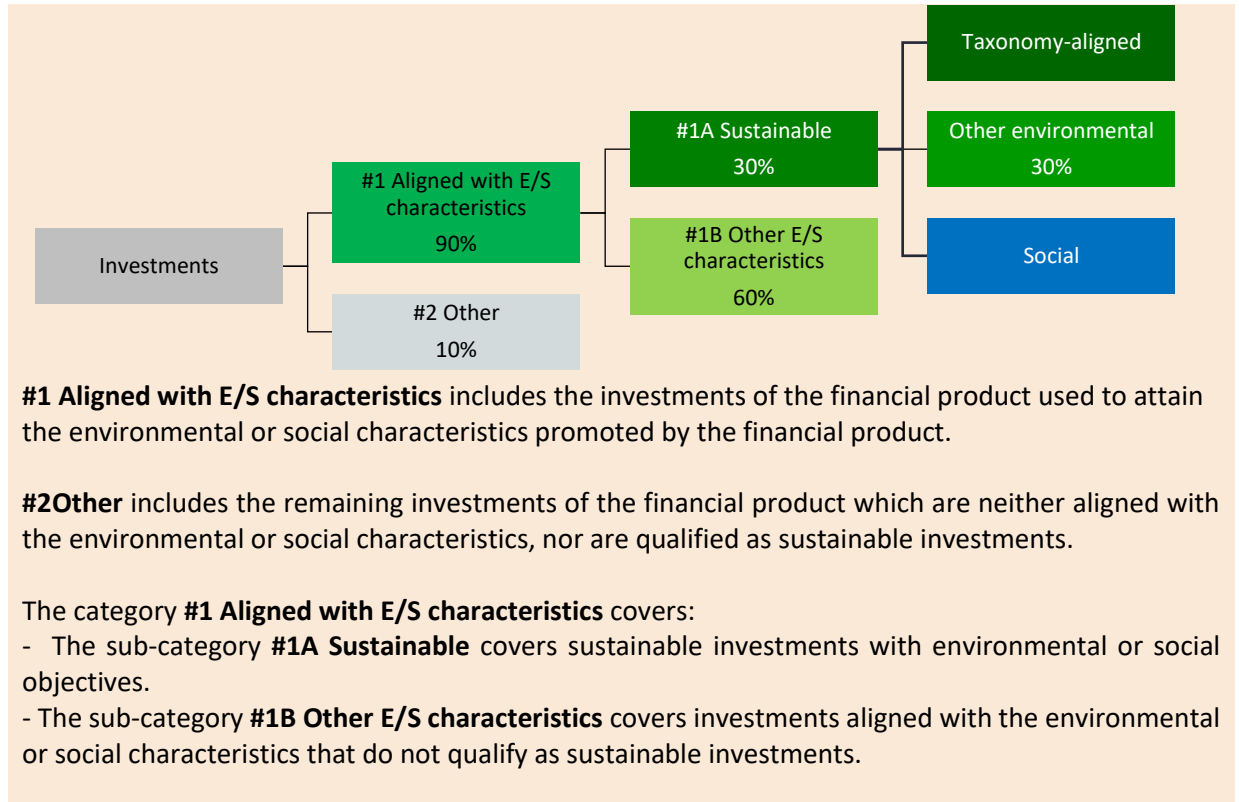 Taxonomy-aligned
#1A Sustainable
30%
Other environmental
30%
#1 Aligned with E/S
characteristics
90%
#1B Other E/S
characteristics
60%
Social
Investments
#2 Other
10%
#1 Aligned with E/S characteristics includes the investments of the financial product used to attain
the environmental or social characteristics promoted by the financial product.
#2Other includes the remaining investments of the financial product which are neither aligned with
the environmental or social characteristics, nor are qualified as sustainable investments.
The category #1 Aligned with E/S characteristics covers:
- The sub-category #1A Sustainable covers sustainable investments with environmental or social
objectives.
- The sub-category #1B Other E/S characteristics covers investments aligned with the environmental
or social characteristics that do not qualify as sustainable investments.